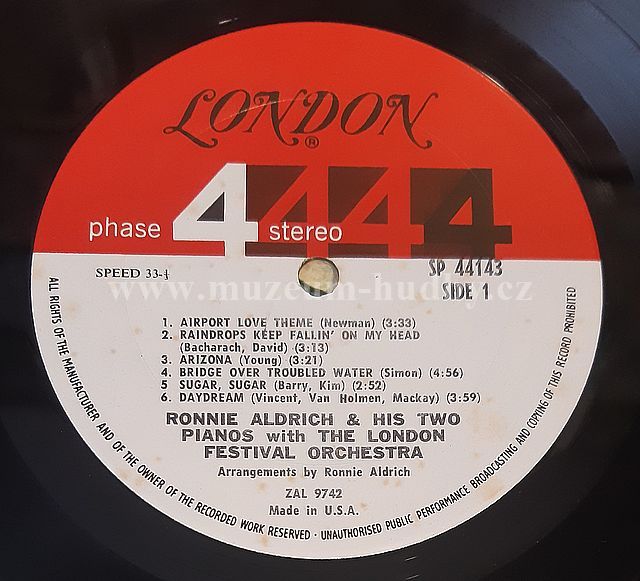 LONDON
®
phase 4 stereo 4 4 4
SPEED 33-⅓
SP 44143
SIDE 1
www.muzeum-hudby.cz
1. AIRPORT LOVE THEME (Newman) (3:33)
2. RAINDROPS KEEP FALLIN' ON MY HEAD
(Bacharach, David) (3:13)
3. ARIZONA (Young) (3:21)
4. BRIDGE OVER TROUBLED WATER (Simon) (4:56)
5 SUGAR, SUGAR (Barry, Kim) (2:52)
6. DAYDREAM (Vincent, Van Holmen, Mackay) (3:59)
RONNIE ALDRICH & HIS TWO
PIANOS with THE LONDON
FESTIVAL ORCHESTRA
Arrangements by Ronnie Aldrich
ZAL 9742
Made in U.S.A.
ALL RIGHTS OF THE MANUFACTURER AND OF THE OWNER OF THE RECORDED WORK RESERVED · UNAUTHORISED PUBLIC PERFORMANCE BROADCASTING AND COPYING OF THIS RECORD PROHIBITED